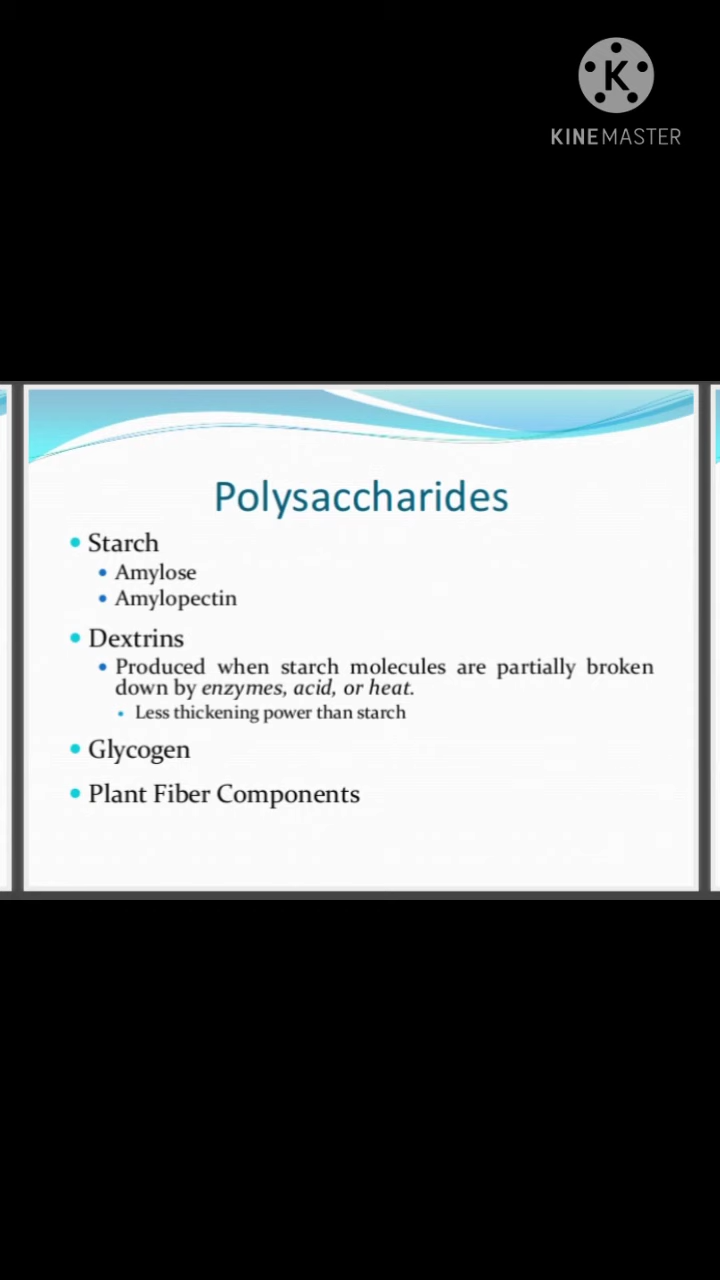 K
KINEMASTER
Polysaccharides
• Starch
• Amylose
• Amylopectin
• Dextrins
• Produced when starch molecules are partially broken
down by enzymes, acid, or heat.
• Less thickening power than starch
• Glycogen
• Plant Fiber Components